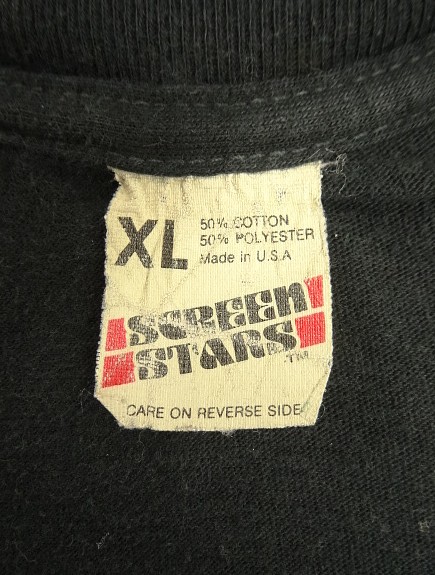 XL
50% COTTON
50% POLYESTER
Made in U.S.A
SCREEN
STARS
TM
CARE ON REVERSE SIDE